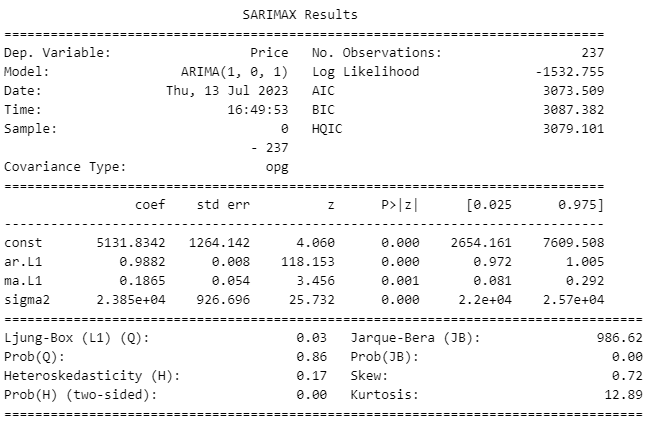 SARIMAX Results
==============================================================================
Dep. Variable:                  Price   No. Observations:                  237
Model:                 ARIMA(1, 0, 1)   Log Likelihood               -1532.755
Date:                Thu, 13 Jul 2023   AIC                           3073.509
Time:                        16:49:53   BIC                           3087.382
Sample:                             0   HQIC                          3079.101
                                - 237
Covariance Type:                  opg
==============================================================================
                 coef    std err          z      P>|z|      [0.025      0.975]
------------------------------------------------------------------------------
const       5131.8342   1264.142      4.060      0.000    2654.161    7609.508
ar.L1          0.9882      0.008    118.153      0.000       0.972       1.005
ma.L1          0.1865      0.054      3.456      0.001       0.081       0.292
sigma2      2.385e+04    926.696     25.732      0.000     2.2e+04    2.57e+04
===================================================================================
Ljung-Box (L1) (Q):                   0.03   Jarque-Bera (JB):               986.62
Prob(Q):                              0.86   Prob(JB):                         0.00
Heteroskedasticity (H):               0.17   Skew:                             0.72
Prob(H) (two-sided):                  0.00   Kurtosis:                        12.89
===================================================================================